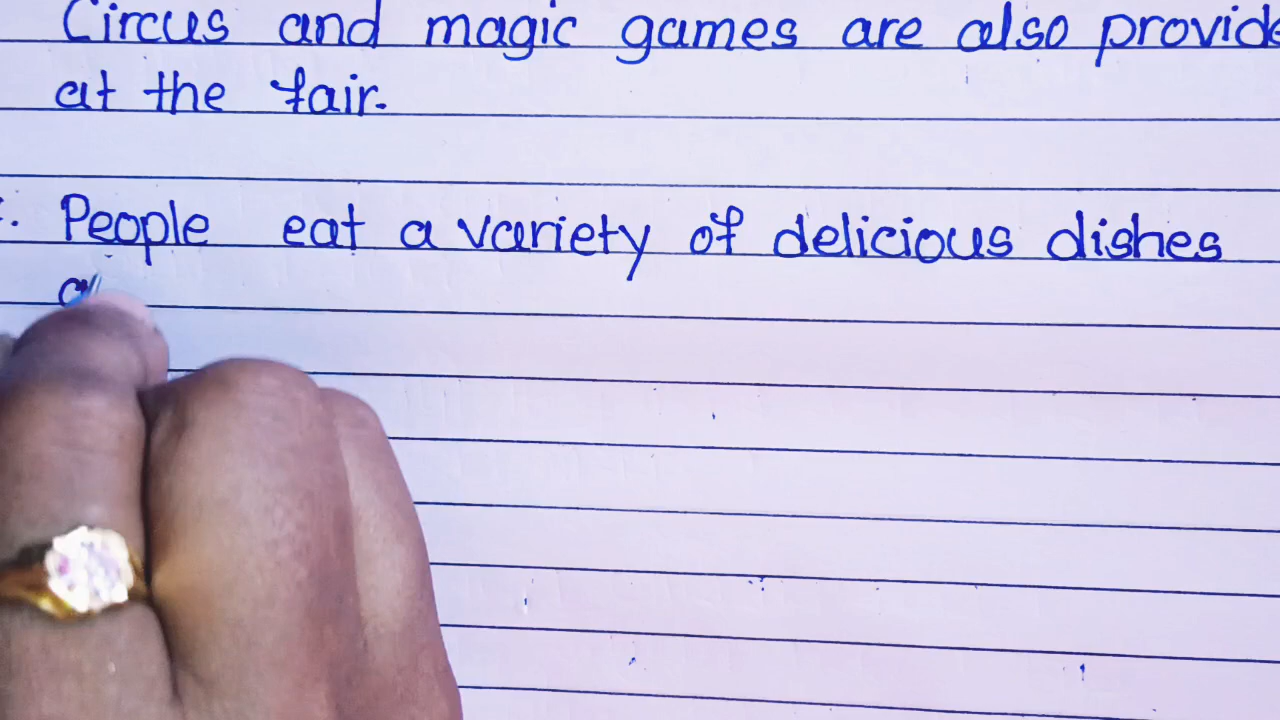 Circus and magic games are also provide
at the fair.
People eat a variety of delicious dishes